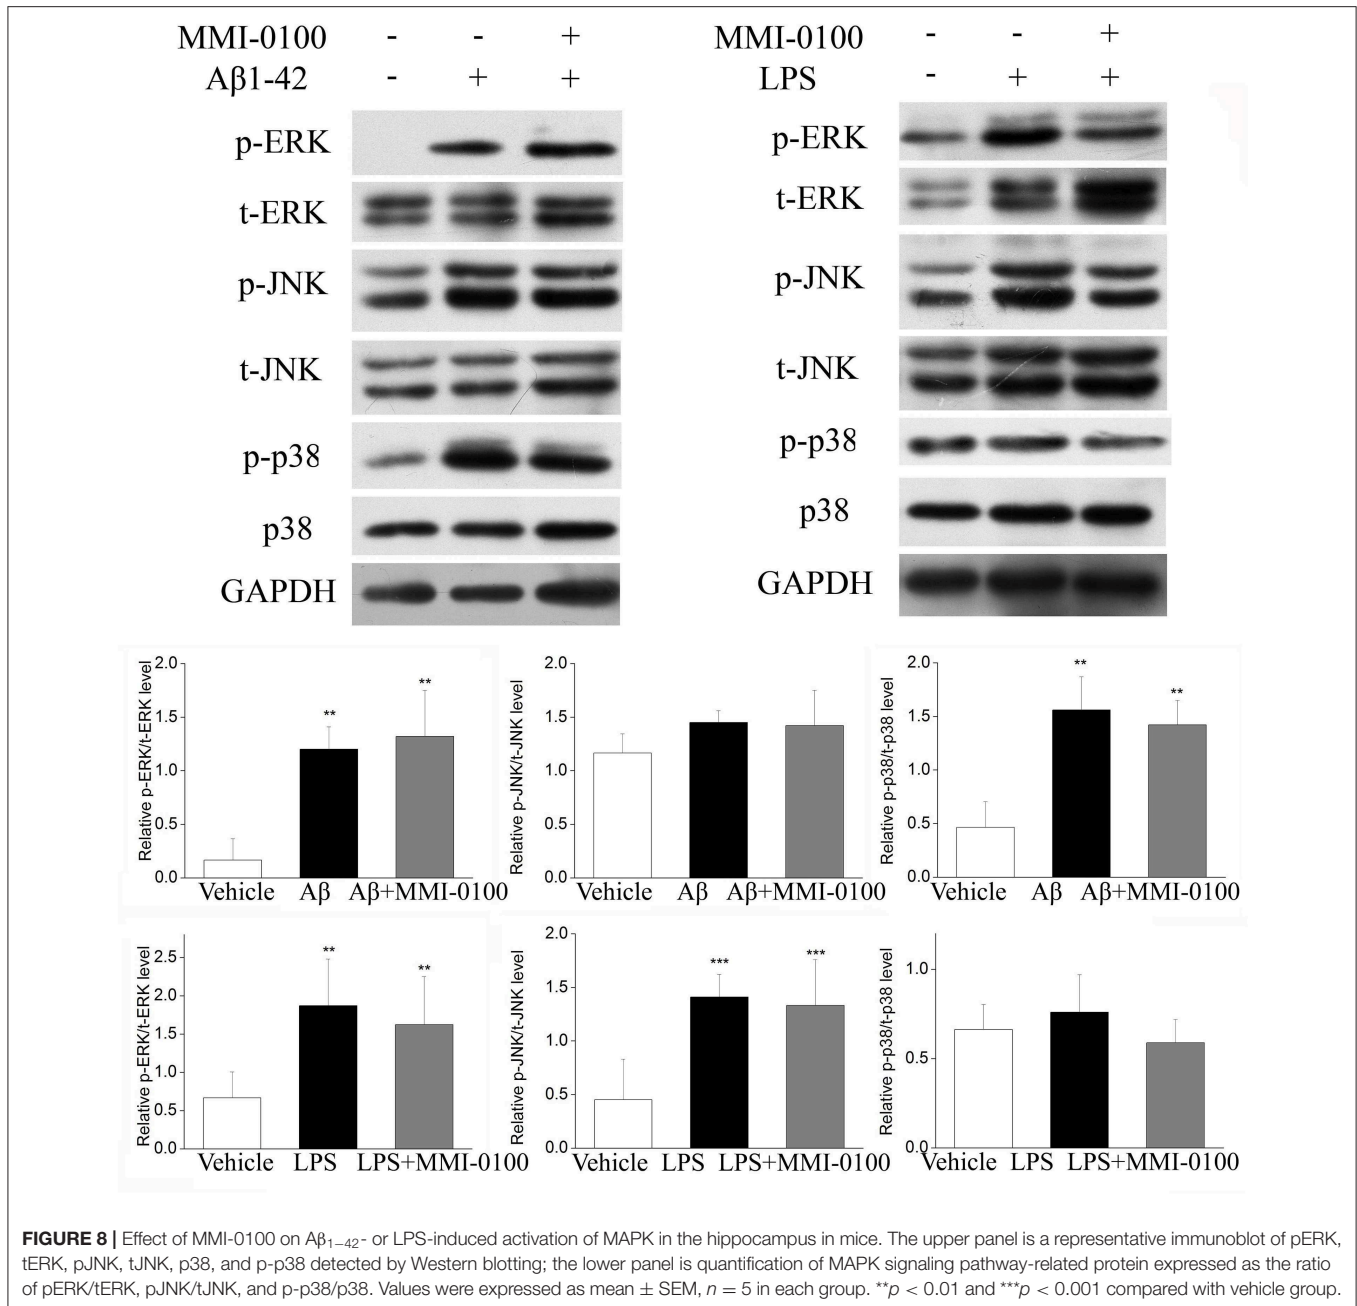 MMI-0100 - - +
Aβ1-42 - + +
p-ERK
t-ERK
p-JNK
t-JNK
p-p38
p38
GAPDH
MMI-0100 - - +
LPS - + +
p-ERK
t-ERK
p-JNK
t-JNK
p-p38
p38
GAPDH
Relative p-ERK/t-ERK level
2.0
1.5
1.0
0.5
0.0
**
**
Vehicle Aβ Aβ+MMI-0100
Relative p-JNK/t-JNK level
2.0
1.5
1.0
0.5
0.0
Vehicle Aβ Aβ+MMI-0100
Relative p-p38/t-p38 level
2.0
1.5
1.0
0.5
0.0
**
**
Vehicle Aβ Aβ+MMI-0100
Relative p-ERK/t-ERK level
2.5
2.0
1.5
1.0
0.5
0.0
**
**
Vehicle LPS LPS+MMI-0100
Relative p-JNK/t-JNK level
2.0
1.5
1.0
0.5
0.0
***
***
Vehicle LPS LPS+MMI-0100
Relative p-p38/t-p38 level
1.0
0.5
0.0
Vehicle LPS LPS+MMI-0100
FIGURE 8 | Effect of MMI-0100 on Aβ1−42- or LPS-induced activation of MAPK in the hippocampus in mice. The upper panel is a representative immunoblot of pERK,
tERK, pJNK, tJNK, p38, and p-p38 detected by Western blotting; the lower panel is quantification of MAPK signaling pathway-related protein expressed as the ratio
of pERK/tERK, pJNK/tJNK, and p-p38/p38. Values were expressed as mean ± SEM, n = 5 in each group. **p < 0.01 and ***p < 0.001 compared with vehicle group.